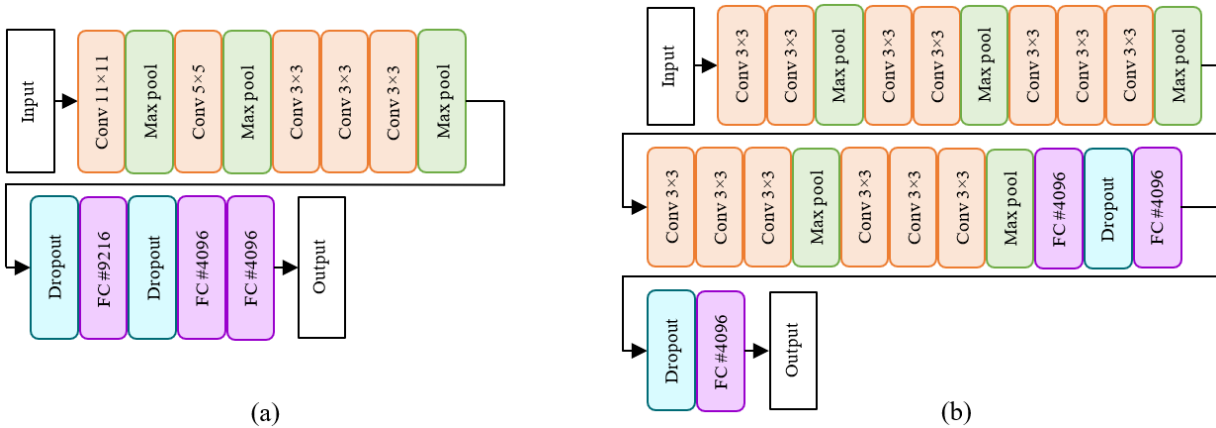 Input
Conv 11×11
Max pool
Conv 5×5
Max pool
Conv 3×3
Conv 3×3
Conv 3×3
Max pool
Dropout
FC #9216
Dropout
FC #4096
FC #4096
Output
(a)
Input
Conv 3×3
Conv 3×3
Max pool
Conv 3×3
Conv 3×3
Max pool
Conv 3×3
Conv 3×3
Conv 3×3
Max pool
Conv 3×3
Conv 3×3
Conv 3×3
Max pool
Conv 3×3
Conv 3×3
Conv 3×3
Max pool
FC #4096
Dropout
FC #4096
Dropout
FC #4096
Output
(b)